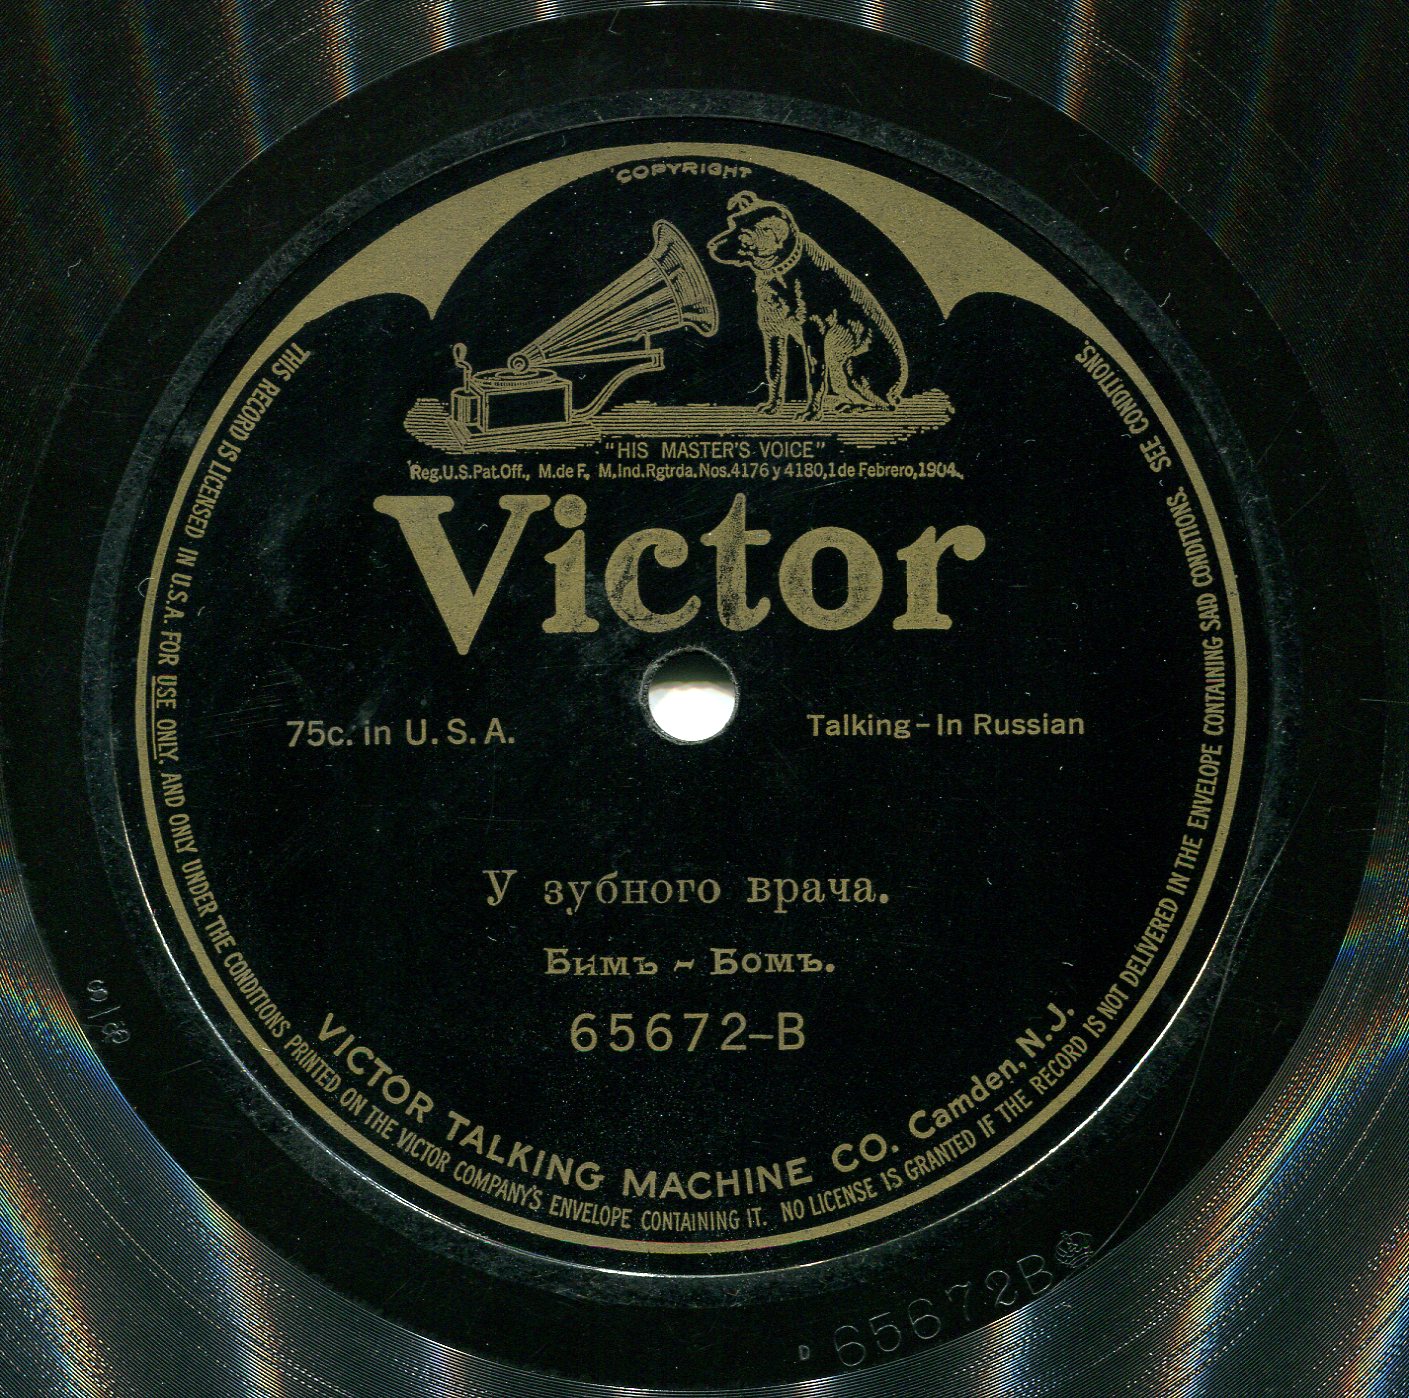 COPYRIGHT
"HIS MASTER'S VOICE"
Reg.U.S.Pat.Off., M.de F., M.Ind.Rgtrda.Nos.4176 y 4180,1 de Febrero,1904.
Victor
75c. in U.S.A.
Talking-In Russian
У зубного врача.
Бимъ - Бомъ.
65672-B
VICTOR TALKING MACHINE CO. Camden, N.J.
THIS RECORD IS LICENSED IN U.S.A. FOR USE ONLY. AND ONLY UNDER THE CONDITIONS PRINTED ON THE VICTOR COMPANY'S ENVELOPE CONTAINING IT. NO LICENSE IS GRANTED IF THE RECORD IS NOT DELIVERED IN THE ENVELOPE CONTAINING SAID CONDITIONS. SEE CONDITIONS.
D 65672B